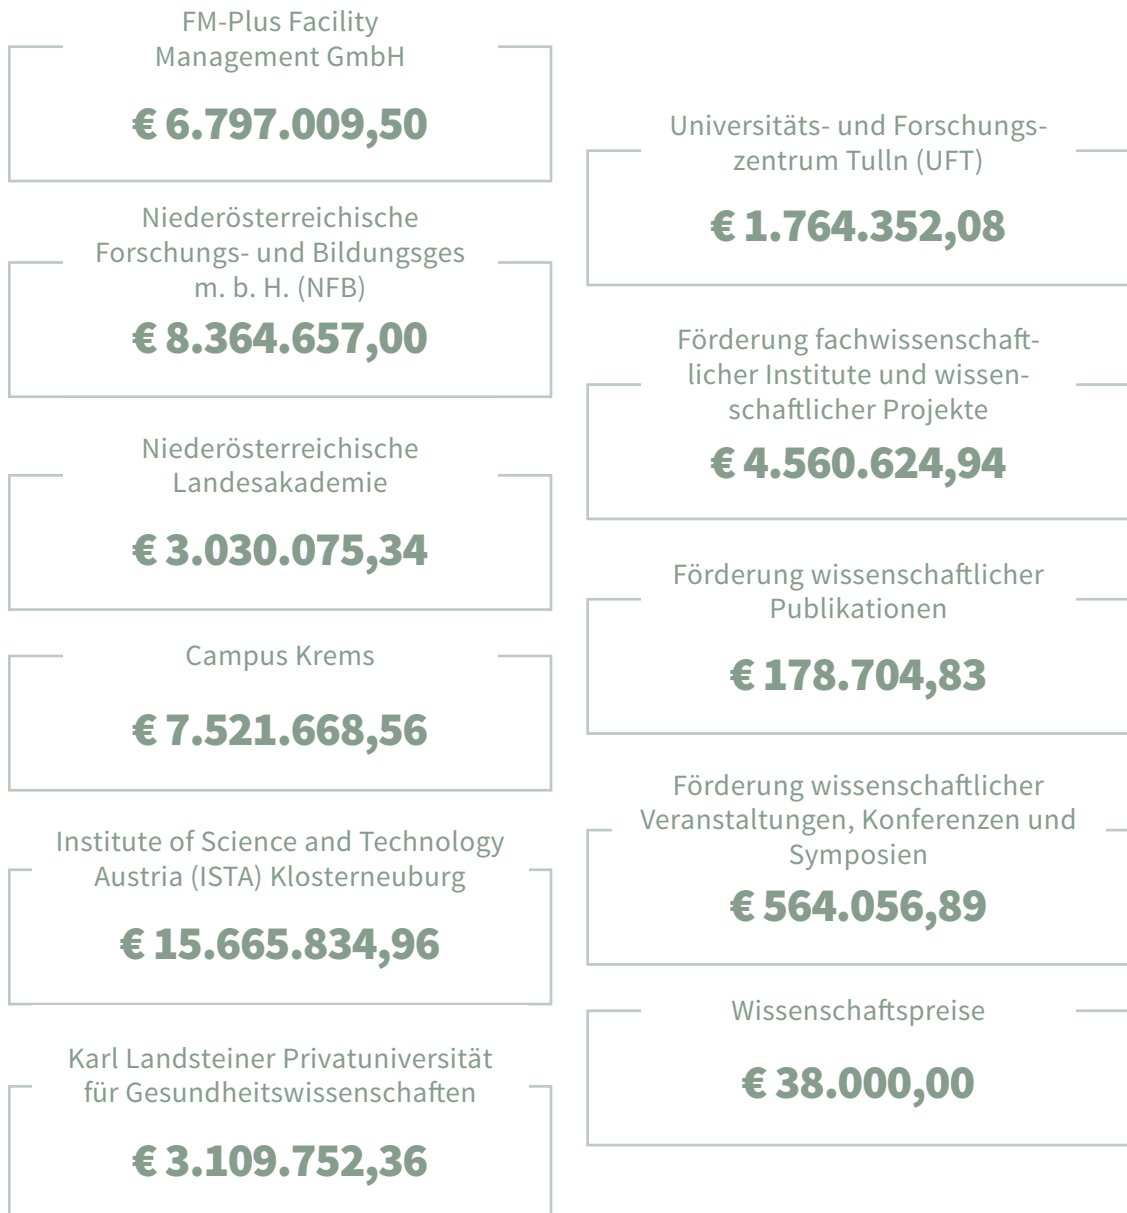 FM-Plus Facility
Management GmbH
€ 6.797.009,50
Niederösterreichische
Forschungs- und Bildungsges
m. b. H. (NFB)
€ 8.364.657,00
Niederösterreichische
Landesakademie
€ 3.030.075,34
Campus Krems
€ 7.521.668,56
Institute of Science and Technology
Austria (ISTA) Klosterneuburg
€ 15.665.834,96
Karl Landsteiner Privatuniversität
für Gesundheitswissenschaften
€ 3.109.752,36
Universitäts- und Forschungs-
zentrum Tulln (UFT)
€ 1.764.352,08
Förderung fachwissenschaft-
licher Institute und wissen-
schaftlicher Projekte
€ 4.560.624,94
Förderung wissenschaftlicher
Publikationen
€ 178.704,83
Förderung wissenschaftlicher
Veranstaltungen, Konferenzen und
Symposien
€ 564.056,89
Wissenschaftspreise
€ 38.000,00